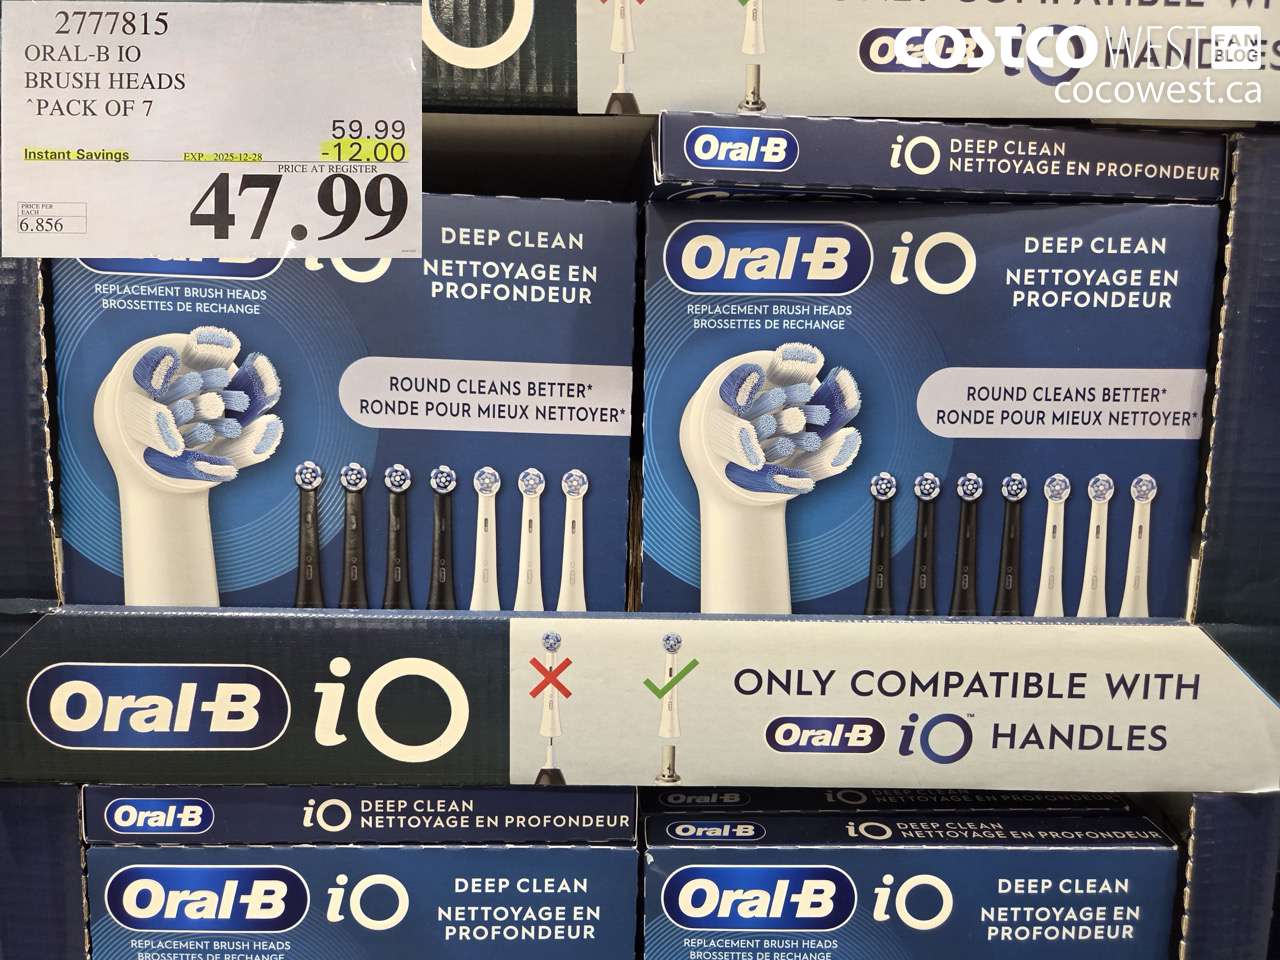 2777815
ORAL-B IO
BRUSH HEADS
^PACK OF 7
59.99
Instant Savings EXP. 2025-12-28 -12.00
PRICE AT REGISTER
47.99
PRICE PER
EACH
6.856
COSTCO WEST FAN BLOG
cocowest.ca
Oral-B iO HANDLES
Oral-B iO DEEP CLEAN
NETTOYAGE EN PROFONDEUR
iO DEEP CLEAN
NETTOYAGE EN
PROFONDEUR
REPLACEMENT BRUSH HEADS
BROSSETTES DE RECHANGE
ROUND CLEANS BETTER*
RONDE POUR MIEUX NETTOYER*
Oral-B iO DEEP CLEAN
NETTOYAGE EN
PROFONDEUR
REPLACEMENT BRUSH HEADS
BROSSETTES DE RECHANGE
ROUND CLEANS BETTER*
RONDE POUR MIEUX NETTOYER*
Oral-B iO
ONLY COMPATIBLE WITH
Oral-B iO™ HANDLES
Oral-B iO DEEP CLEAN
NETTOYAGE EN PROFONDEUR
Oral-B iO DEEP CLEAN
NETTOYAGE EN PROFONDEUR
Oral-B iO DEEP CLEAN
NETTOYAGE EN
PROFONDEUR
REPLACEMENT BRUSH HEADS
BROSSETTES DE RECHANGE
Oral-B iO DEEP CLEAN
NETTOYAGE EN
PROFONDEUR
REPLACEMENT BRUSH HEADS
BROSSETTES DE RECHANGE